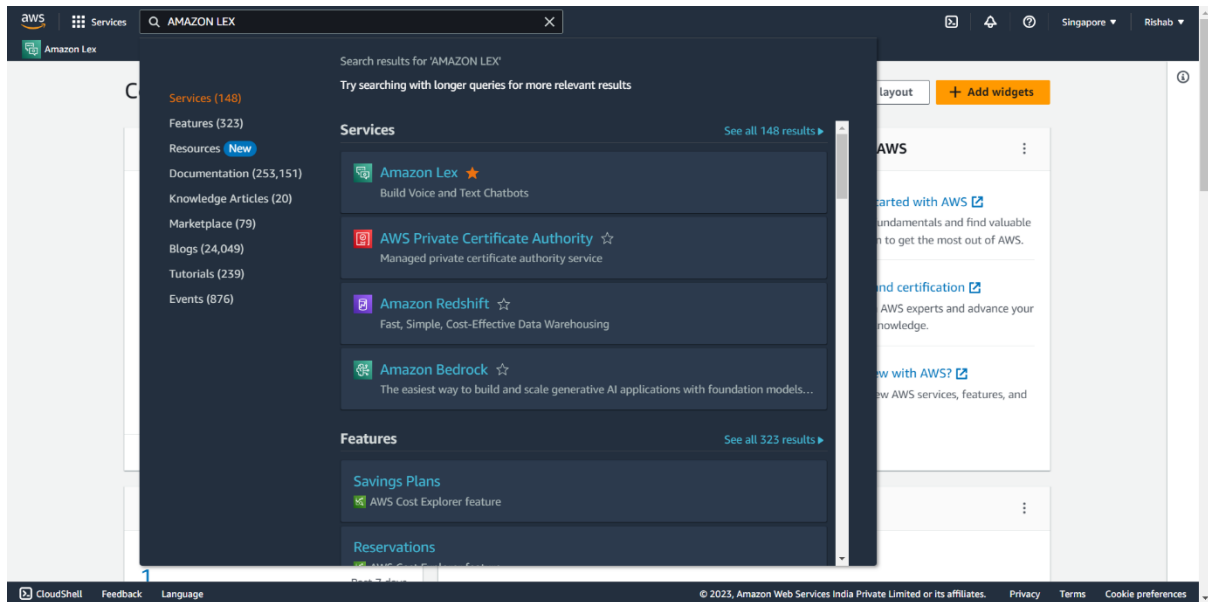 aws
Services
AMAZON LEX
Singapore
Rishab
Amazon Lex
Search results for 'AMAZON LEX'
Try searching with longer queries for more relevant results
Services (148)
Features (323)
Resources New
Documentation (253,151)
Knowledge Articles (20)
Marketplace (79)
Blogs (24,049)
Tutorials (239)
Events (876)
Services
See all 148 results
Amazon Lex
Build Voice and Text Chatbots
AWS Private Certificate Authority
Managed private certificate authority service
Amazon Redshift
Fast, Simple, Cost-Effective Data Warehousing
Amazon Bedrock
The easiest way to build and scale generative AI applications with foundation models...
Features
See all 323 results
Savings Plans
AWS Cost Explorer feature
Reservations
layout
+ Add widgets
AWS
with AWS
and find valuable
to get the most out of AWS.
certification
AWS experts and advance your
with AWS?
AWS services, features, and
1
CloudShell
Feedback
Language
© 2023, Amazon Web Services India Private Limited or its affiliates.
Privacy
Terms
Cookie preferences